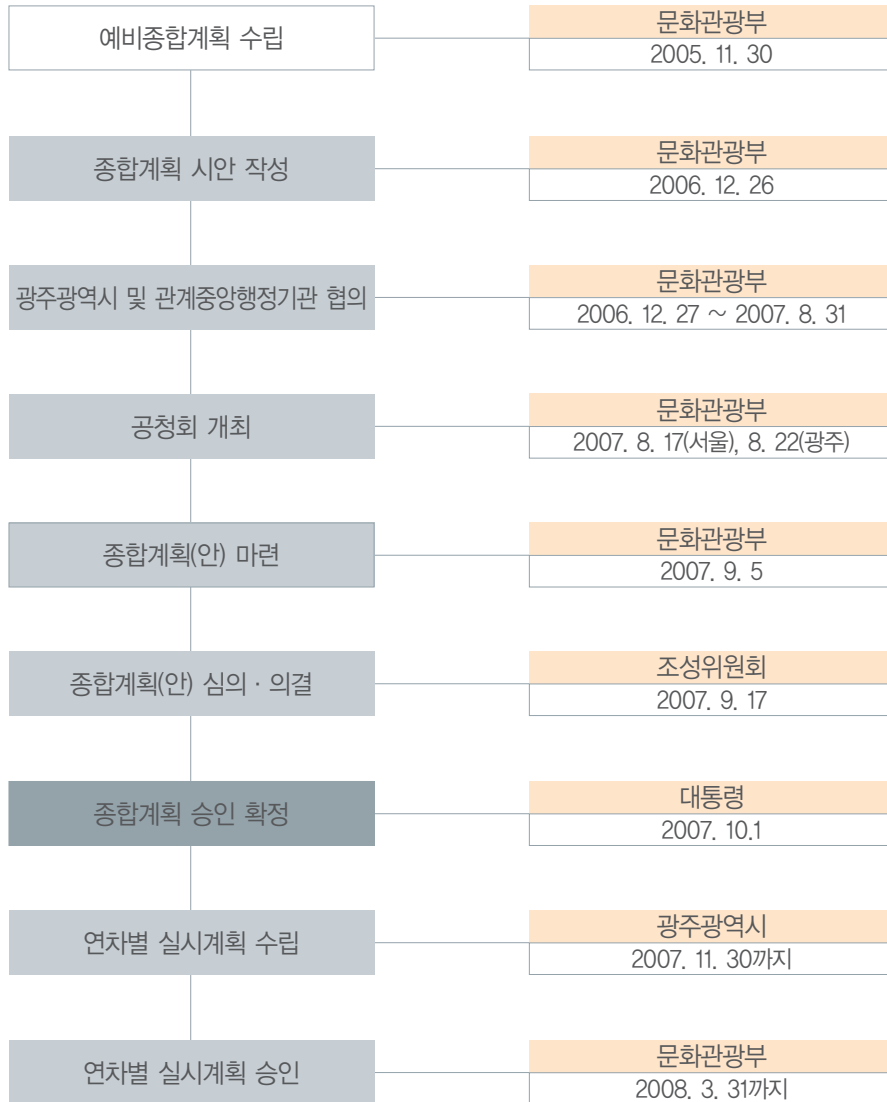 예비종합계획 수립
문화관광부
2005. 11. 30
종합계획 시안 작성
문화관광부
2006. 12. 26
광주광역시 및 관계중앙행정기관 협의
문화관광부
2006. 12. 27 ~ 2007. 8. 31
공청회 개최
문화관광부
2007. 8. 17(서울), 8. 22(광주)
종합계획(안) 마련
문화관광부
2007. 9. 5
종합계획(안) 심의 · 의결
조성위원회
2007. 9. 17
종합계획 승인 확정
대통령
2007. 10.1
연차별 실시계획 수립
광주광역시
2007. 11. 30까지
연차별 실시계획 승인
문화관광부
2008. 3. 31까지